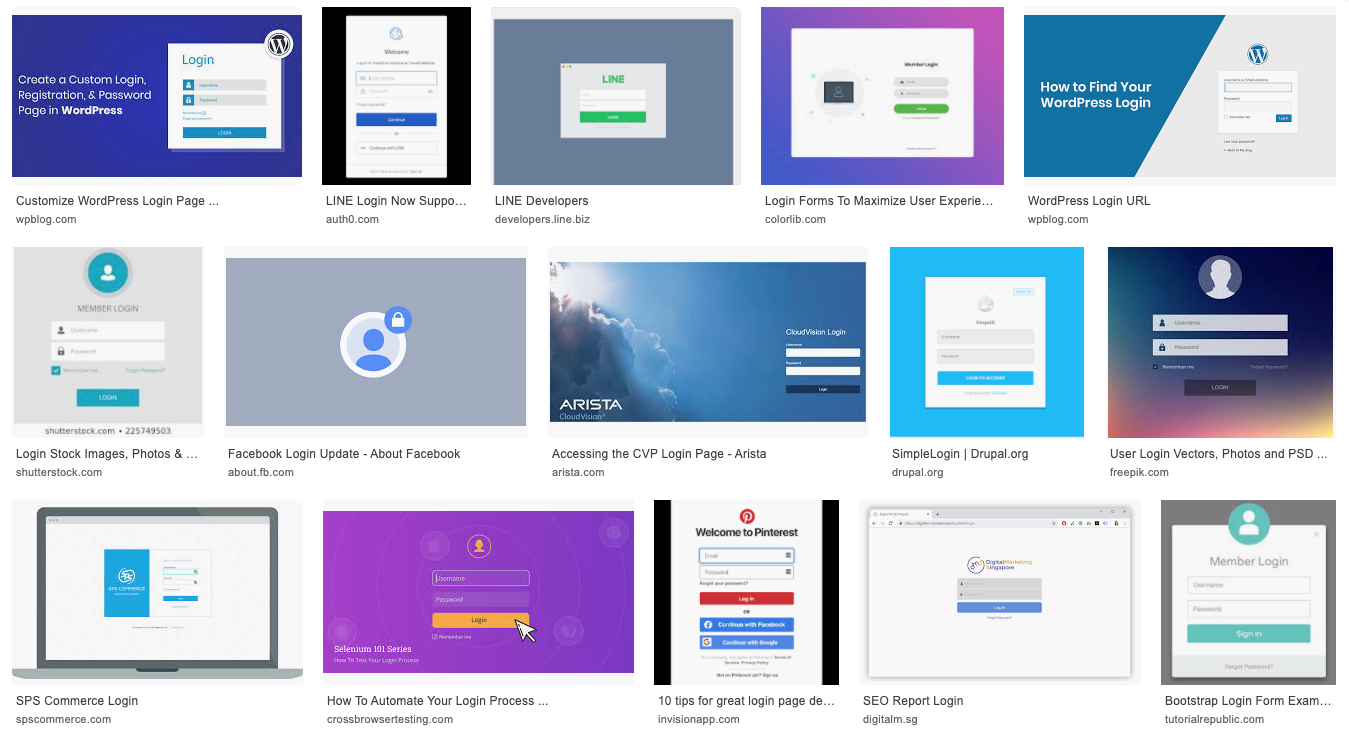 Create a Custom Login,
Registration, & Password
Page in WordPress
Login
Username
Password
Remember me
Forgot your password?
LOGIN
Customize WordPress Login Page ...
wpblog.com
Welcome
Forgot password?
Continue
OR
Continue with LINE
LINE Login Now Suppo...
auth0.com
LINE
LINE Developers
developers.line.biz
Member Login
Login Forms To Maximize User Experie...
colorlib.com
How to Find Your
WordPress Login
Username or Email Address
Password
Remember Me
Log In
Lost your password?
← Back to My blog
WordPress Login URL
wpblog.com
MEMBER LOGIN
Username
Password
Remember me
Forgot Password?
LOGIN
shutterstock.com • 225749503
Login Stock Images, Photos & ...
shutterstock.com
Facebook Login Update - About Facebook
about.fb.com
CloudVision Login
Username
Password
Login
ARISTA
CloudVision
Accessing the CVP Login Page - Arista
arista.com
Drupal8
Username
Password
LOGIN TO ACCOUNT
SimpleLogin | Drupal.org
drupal.org
Username
Password
Remember me
Forgot Password?
LOGIN
User Login Vectors, Photos and PSD ...
freepik.com
SPS COMMERCE
SPS Commerce Login
spscommerce.com
Username
Password
Login
Remember me
Selenium 101 Series
How To Test Your Login Process
How To Automate Your Login Process ...
crossbrowsertesting.com
Welcome to Pinterest
Email
Password
Forgot your password?
Log in
OR
Continue with Facebook
Continue with Google
Not on Pinterest yet? Sign up
10 tips for great login page de...
invisionapp.com
DigitalMarketing
Singapore
Log In
Forgot Password?
SEO Report Login
digitalm.sg
Member Login
Username
Password
Sign in
Forgot Password?
Bootstrap Login Form Exam...
tutorialrepublic.com